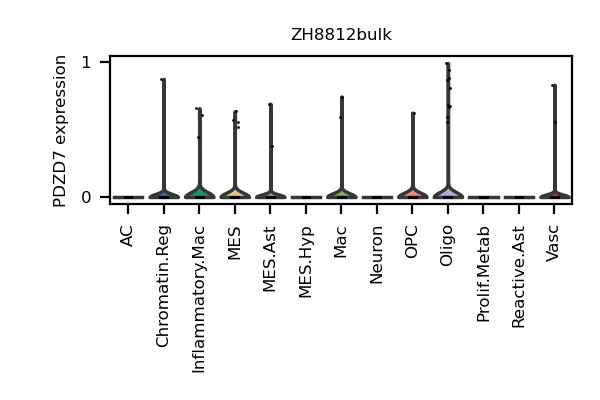 ZH8812bulk
PDZD7 expression
1
0
AC
Chromatin.Reg
Inflammatory.Mac
MES
MES.Ast
MES.Hyp
Mac
Neuron
OPC
Oligo
Prolif.Metab
Reactive.Ast
Vasc